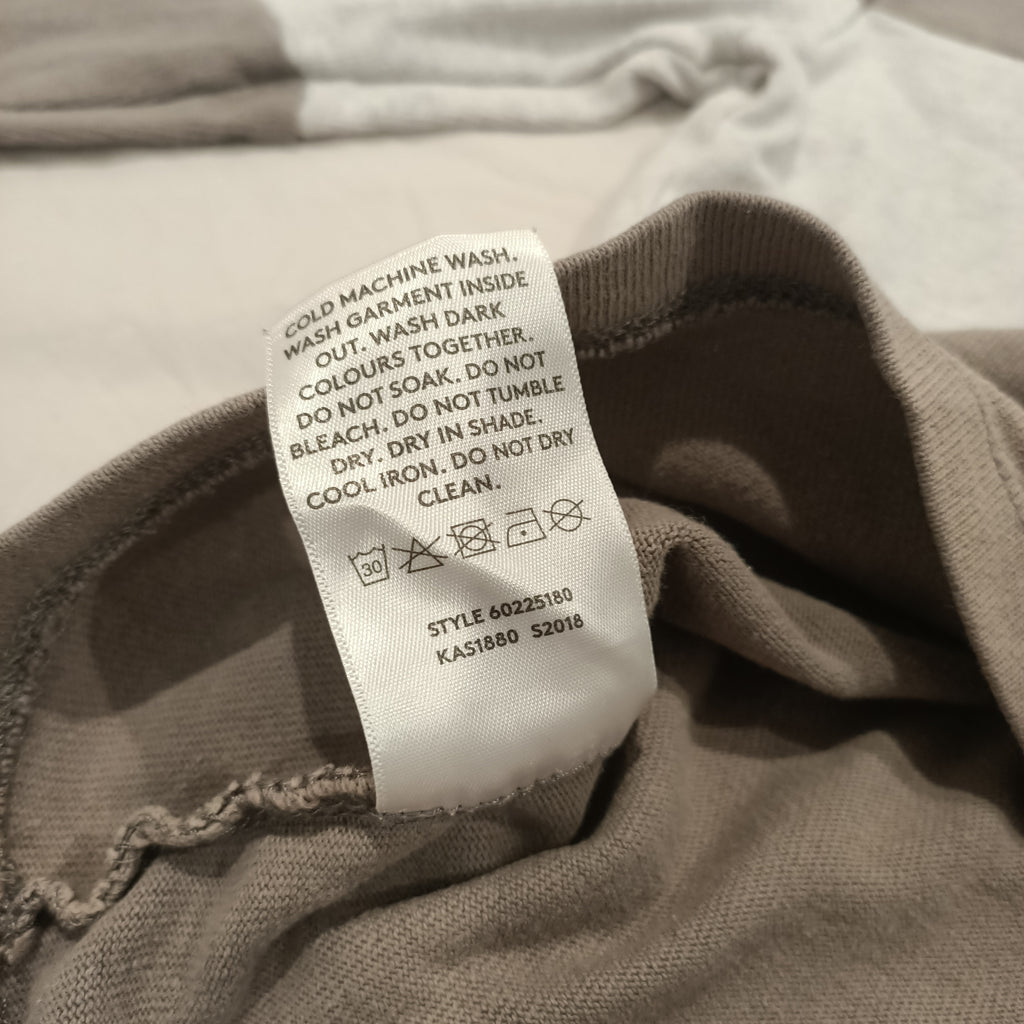 COLD MACHINE WASH.
WASH GARMENT INSIDE
OUT. WASH DARK
COLOURS TOGETHER.
DO NOT SOAK. DO NOT
BLEACH. DO NOT TUMBLE
DRY. DRY IN SHADE.
COOL IRON. DO NOT DRY
CLEAN.
30
STYLE 60225180
KAS1880 S2018